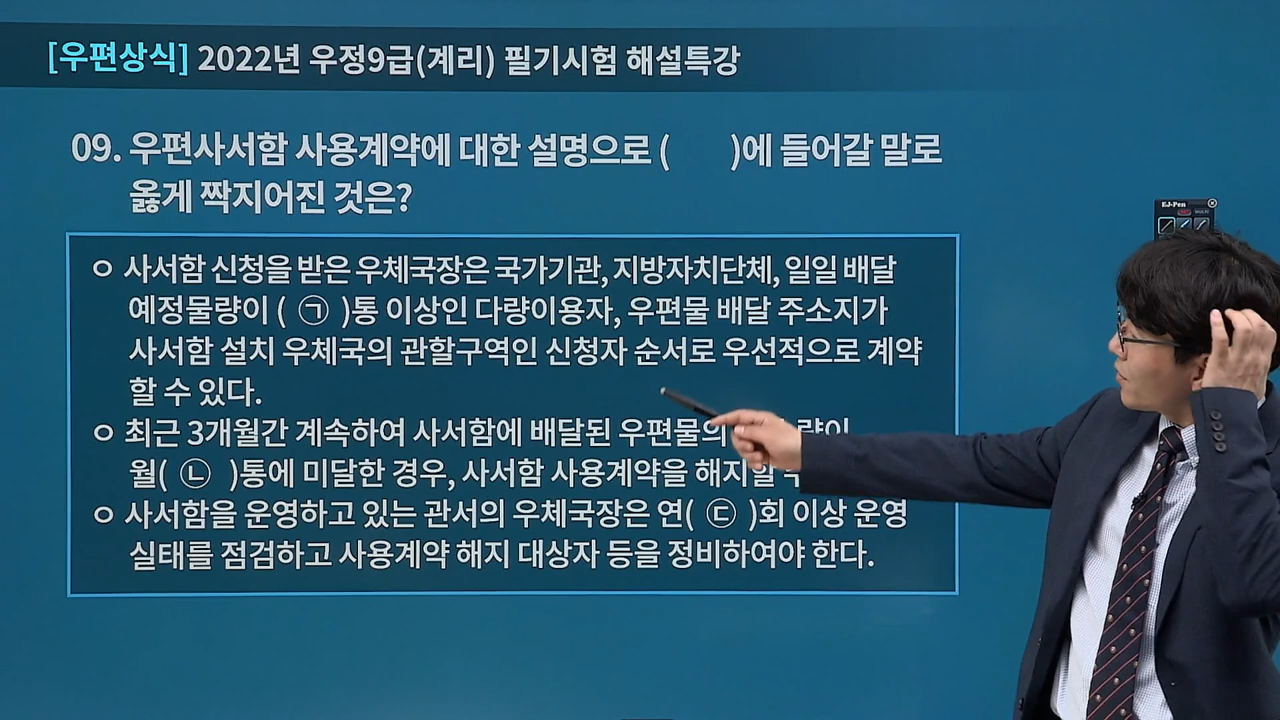 [우편상식] 2022년 우정9급(계리) 필기시험 해설특강
09. 우편사서함 사용계약에 대한 설명으로 ( )에 들어갈 말로
옳게 짝지어진 것은?
○ 사서함 신청을 받은 우체국장은 국가기관, 지방자치단체, 일일 배달
예정물량이 ( ㉠ )통 이상인 다량이용자, 우편물 배달 주소지가
사서함 설치 우체국의 관할구역인 신청자 순서로 우선적으로 계약
할 수 있다.
○ 최근 3개월간 계속하여 사서함에 배달된 우편물의
월( ㉡ )통에 미달한 경우, 사서함 사용계약을 해지할
○ 사서함을 운영하고 있는 관서의 우체국장은 연( ㉢ )회 이상 운영
실태를 점검하고 사용계약 해지 대상자 등을 정비하여야 한다.
EJ-Pen